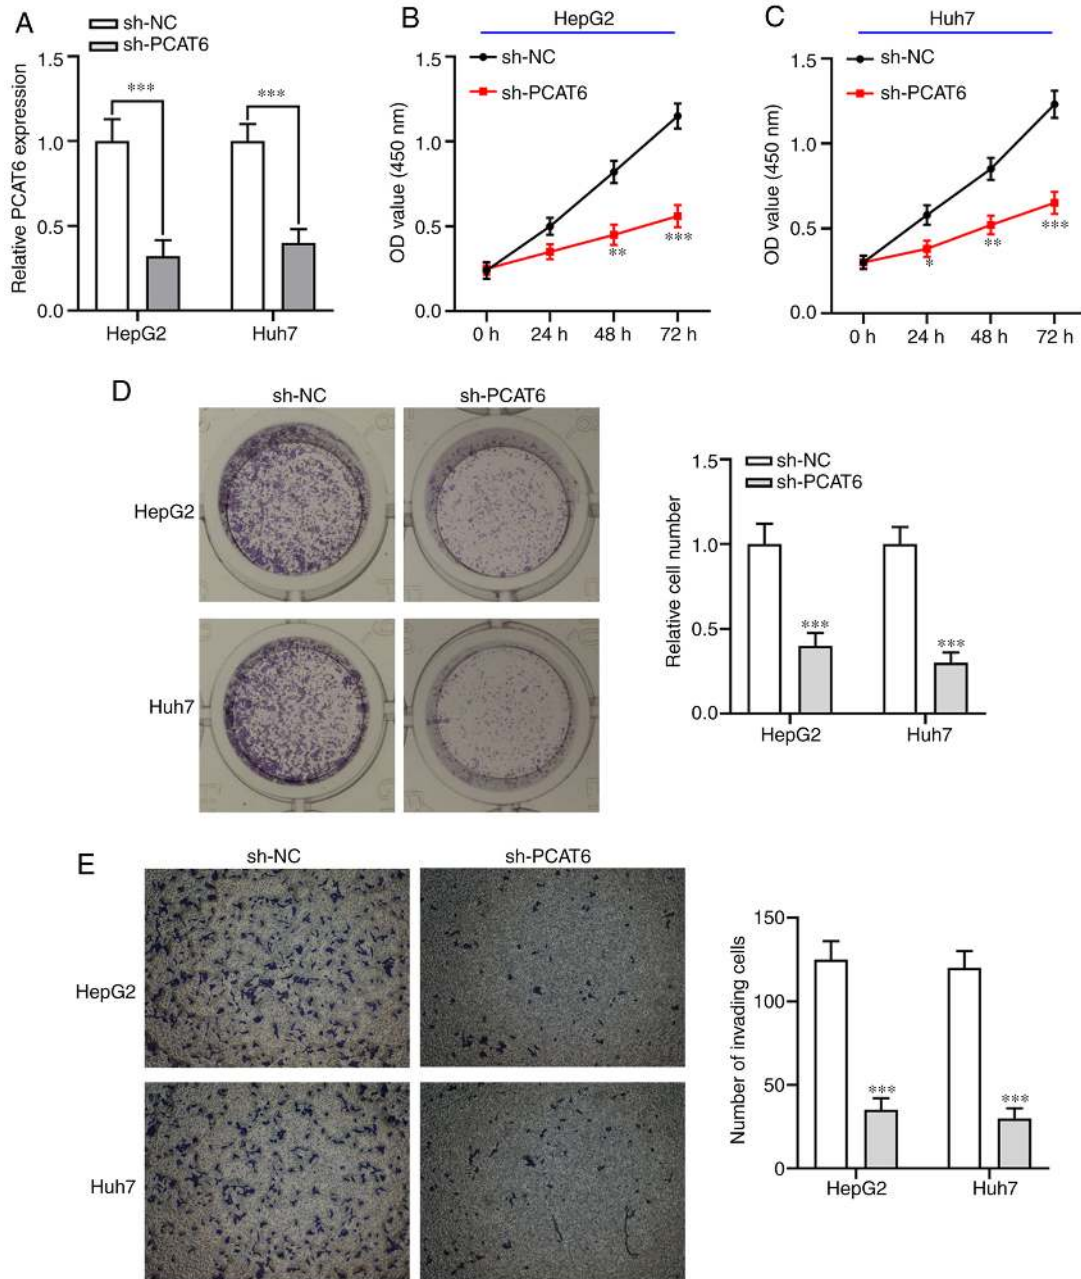 A
sh-NC
sh-PCAT6
Relative PCAT6 expression
1.5
1.0
0.5
0.0
***
***
HepG2
Huh7
B
HepG2
sh-NC
sh-PCAT6
OD value (450 nm)
1.5
1.0
0.5
0.0
**
***
0 h
24 h
48 h
72 h
C
Huh7
sh-NC
sh-PCAT6
OD value (450 nm)
1.5
1.0
0.5
0.0
*
**
***
0 h
24 h
48 h
72 h
D
sh-NC
sh-PCAT6
HepG2
Huh7
Relative cell number
1.5
1.0
0.5
0.0
sh-NC
sh-PCAT6
***
***
HepG2
Huh7
E
sh-NC
sh-PCAT6
HepG2
Huh7
Number of invading cells
150
100
50
0
***
***
HepG2
Huh7